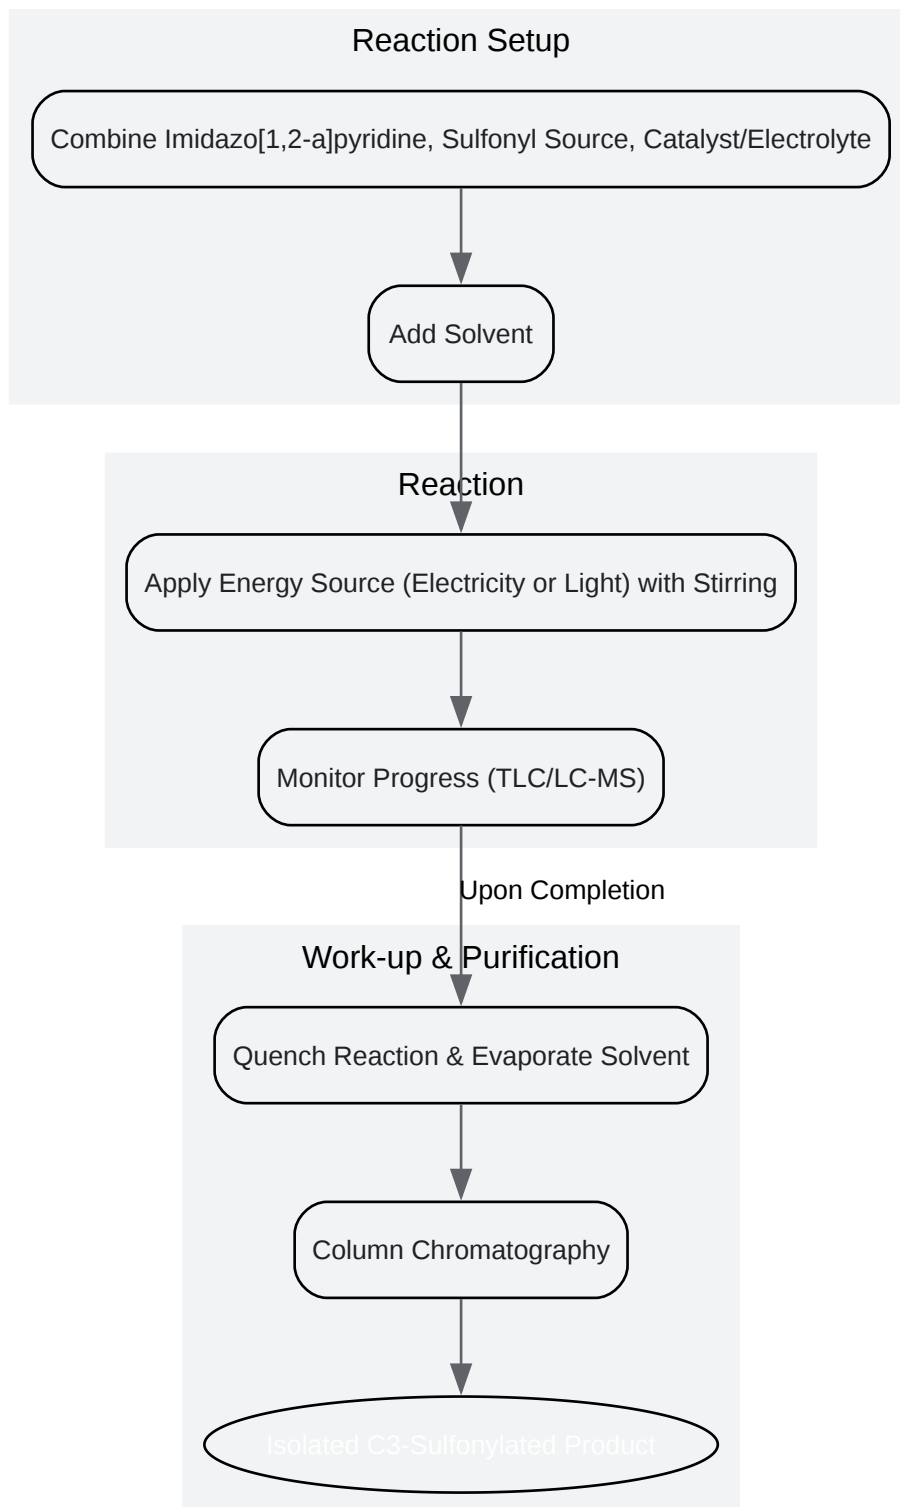 Reaction Setup
Combine Imidazo[1,2-a]pyridine, Sulfonyl Source, Catalyst/Electrolyte
Add Solvent
Reaction
Apply Energy Source (Electricity or Light) with Stirring
Monitor Progress (TLC/LC-MS)
Upon Completion
Work-up & Purification
Quench Reaction & Evaporate Solvent
Column Chromatography
Isolated C3-Sulfonylated Product